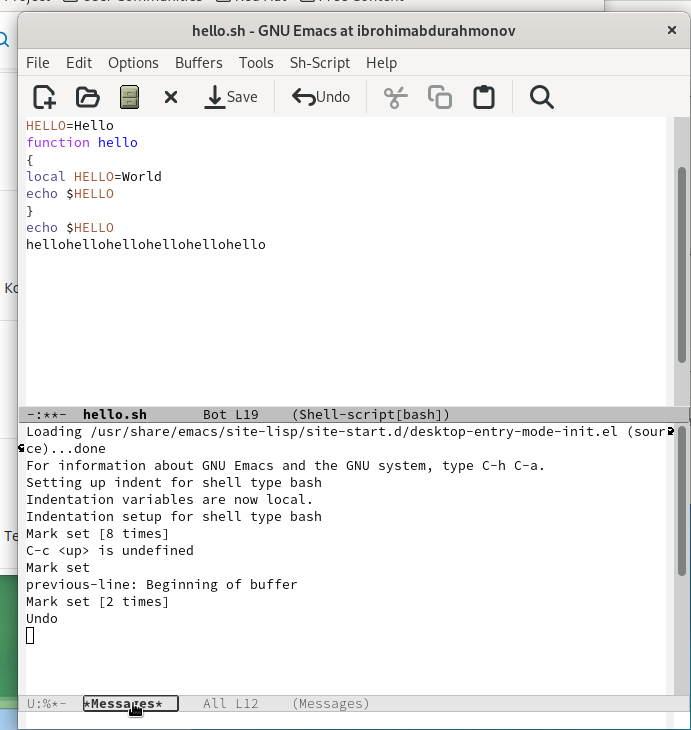 hello.sh - GNU Emacs at ibrohimabdurahmonov
File Edit Options Buffers Tools Sh-Script Help
Save Undo
HELLO=Hello
function hello
{
local HELLO=World
echo $HELLO
}
echo $HELLO
hellohellohellohellohellohello
-:**- hello.sh Bot L19 (Shell-script[bash])
Loading /usr/share/emacs/site-lisp/site-start.d/desktop-entry-mode-init.el (sour
ce)...done
For information about GNU Emacs and the GNU system, type C-h C-a.
Setting up indent for shell type bash
Indentation variables are now local.
Indentation setup for shell type bash
Mark set [8 times]
C-c <up> is undefined
Mark set
previous-line: Beginning of buffer
Mark set [2 times]
Undo
U:%*- *Messages* All L12 (Messages)